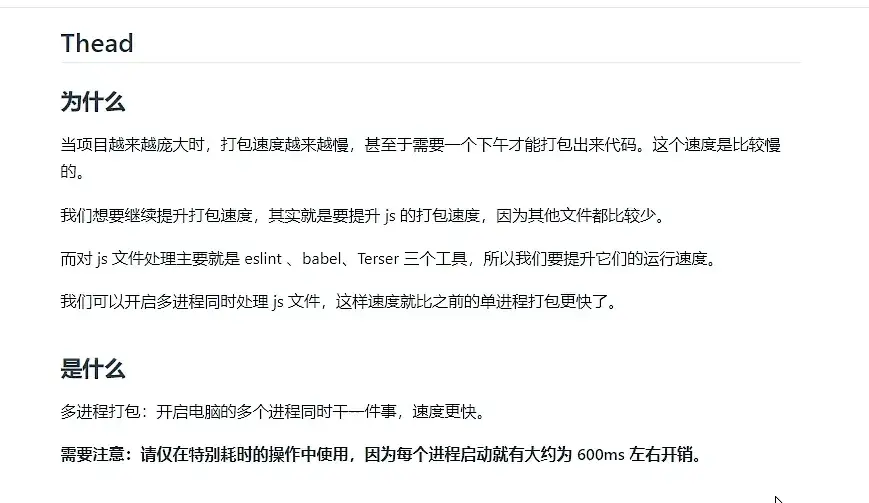 Thead
为什么
当项目越来越庞大时，打包速度越来越慢，甚至于需要一个下午才能打包出来代码。这个速度是比较慢
的。
我们想要继续提升打包速度，其实就是要提升 js 的打包速度，因为其他文件都比较少。
而对 js 文件处理主要就是 eslint 、babel、Terser 三个工具，所以我们要提升它们的运行速度。
我们可以开启多进程同时处理 js 文件，这样速度就比之前的单进程打包更快了。
是什么
多进程打包：开启电脑的多个进程同时干一件事，速度更快。
需要注意：请仅在特别耗时的操作中使用，因为每个进程启动就有大约为 600ms 左右开销。